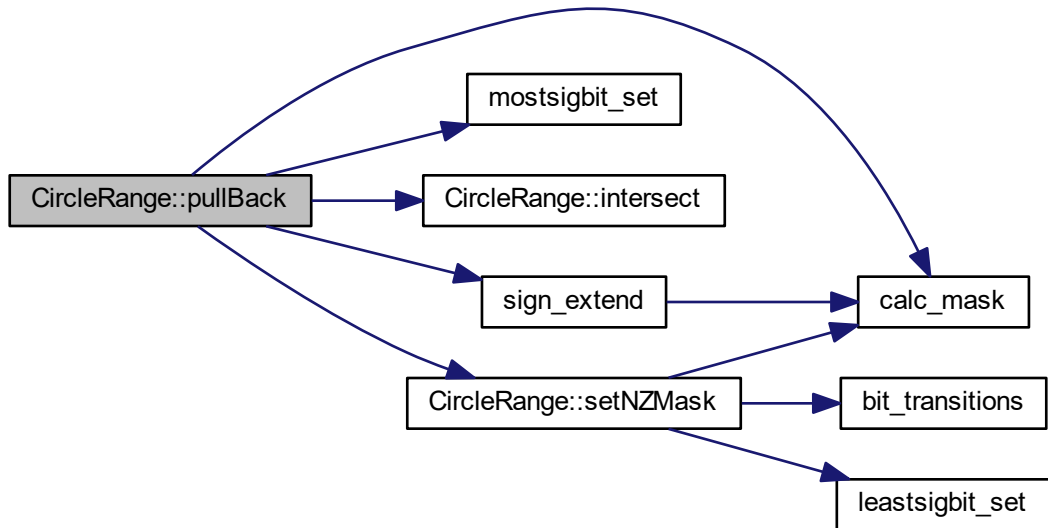 mostsigbit_set
CircleRange::pullBack
CircleRange::intersect
sign_extend
calc_mask
CircleRange::setNZMask
bit_transitions
leastsigbit_set